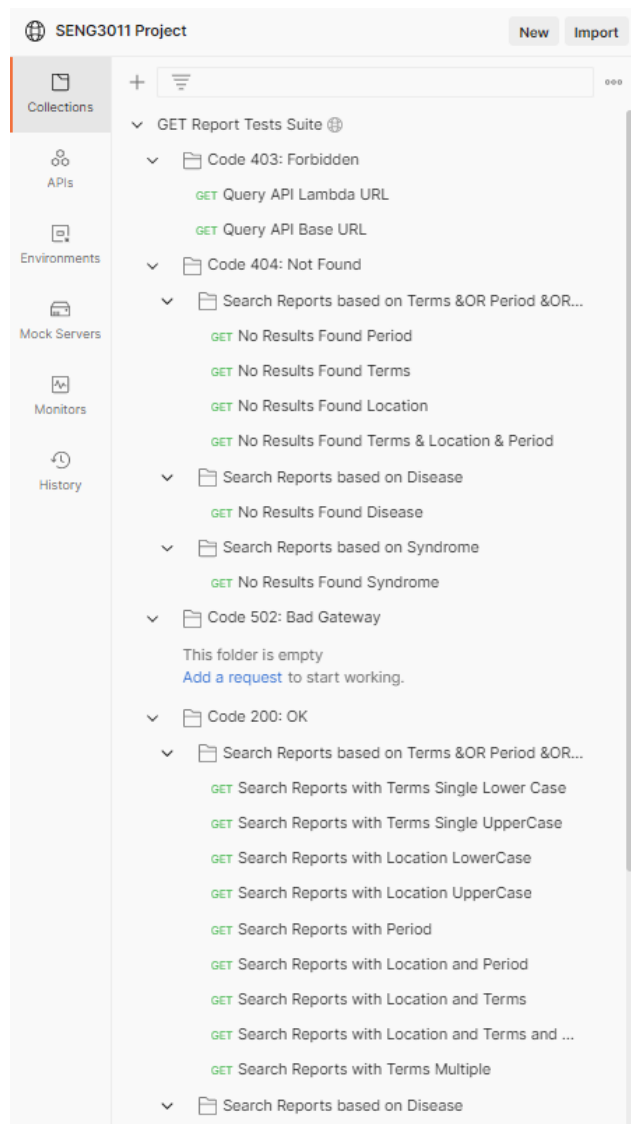 SENG3011 Project
New
Import
Collections
APIs
Environments
Mock Servers
Monitors
History
GET Report Tests Suite
Code 403: Forbidden
GET Query API Lambda URL
GET Query API Base URL
Code 404: Not Found
Search Reports based on Terms &OR Period &OR...
GET No Results Found Period
GET No Results Found Terms
GET No Results Found Location
GET No Results Found Terms & Location & Period
Search Reports based on Disease
GET No Results Found Disease
Search Reports based on Syndrome
GET No Results Found Syndrome
Code 502: Bad Gateway
This folder is empty
Add a request to start working.
Code 200: OK
Search Reports based on Terms &OR Period &OR...
GET Search Reports with Terms Single Lower Case
GET Search Reports with Terms Single UpperCase
GET Search Reports with Location LowerCase
GET Search Reports with Location UpperCase
GET Search Reports with Period
GET Search Reports with Location and Period
GET Search Reports with Location and Terms
GET Search Reports with Location and Terms and ...
GET Search Reports with Terms Multiple
Search Reports based on Disease